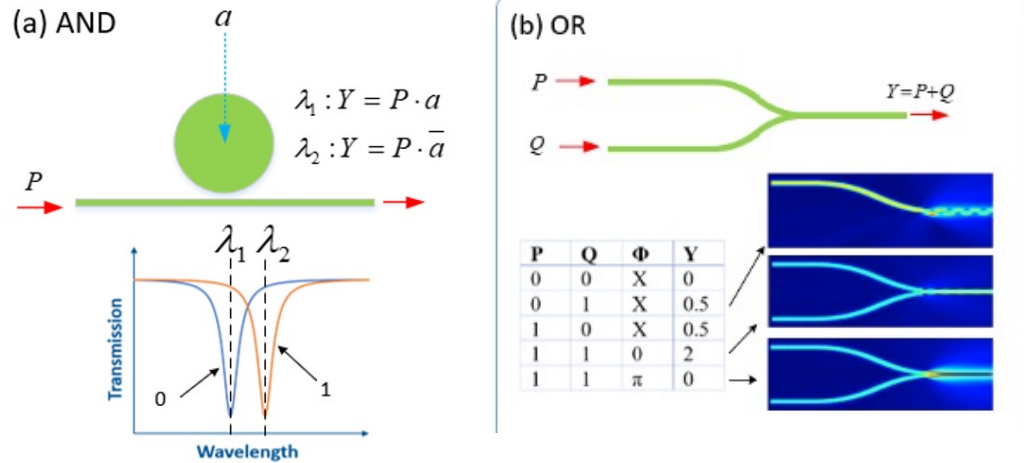 (a) AND
a
λ₁ : Y = P · a
λ₂ : Y = P · a̅
P
λ₁ λ₂
Transmission
0
1
Wavelength
(b) OR
P
Q
Y=P+Q
P Q Φ Y
0 0 X 0
0 1 X 0.5
1 0 X 0.5
1 1 0 2
1 1 π 0